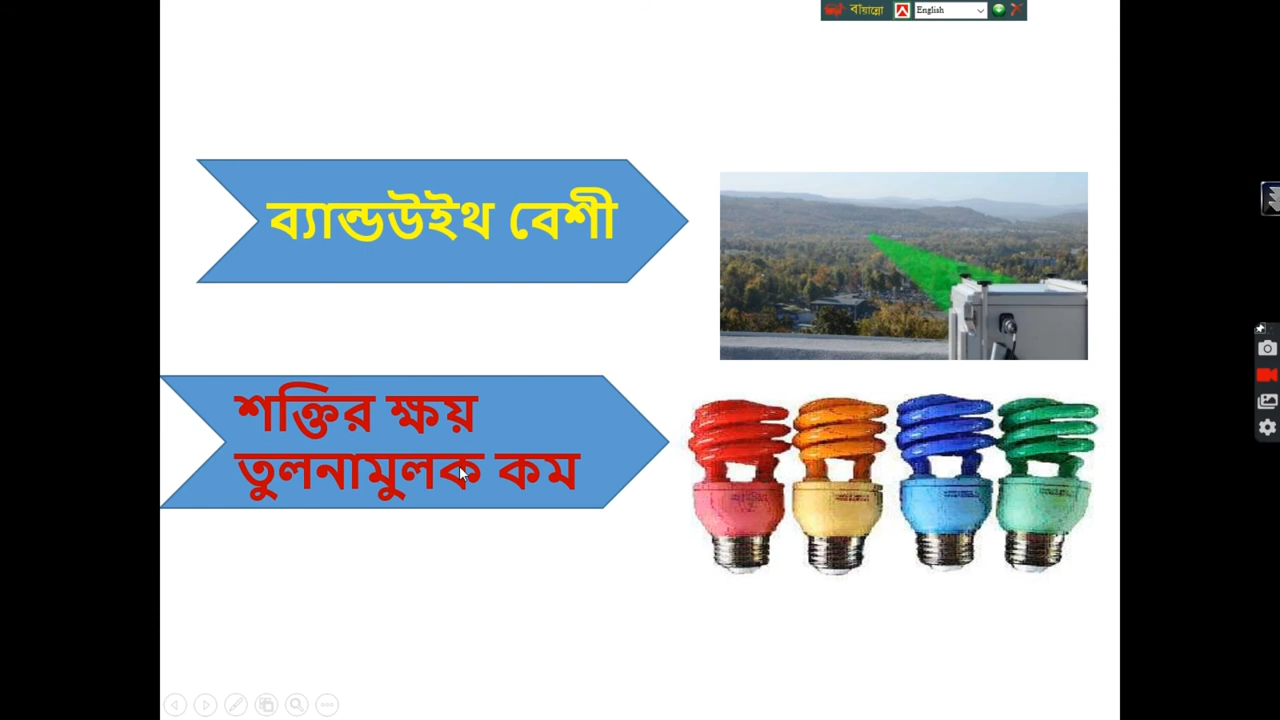 বাঁয়ান্নো
English
ব্যান্ডউইথ বেশী
শক্তির ক্ষয়
তুলনামুলক কম